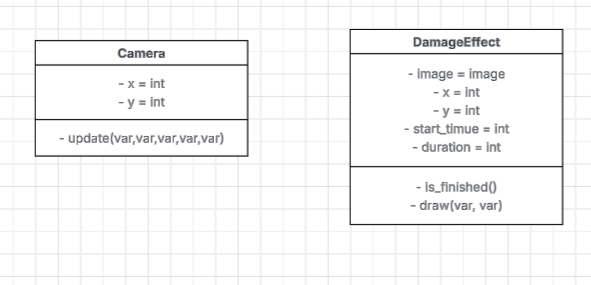 Camera
- x = int
- y = int
- update(var,var,var,var,var)
DamageEffect
- image = image
- x = int
- y = int
- start_timue = int
- duration = int
- is_finished()
- draw(var, var)